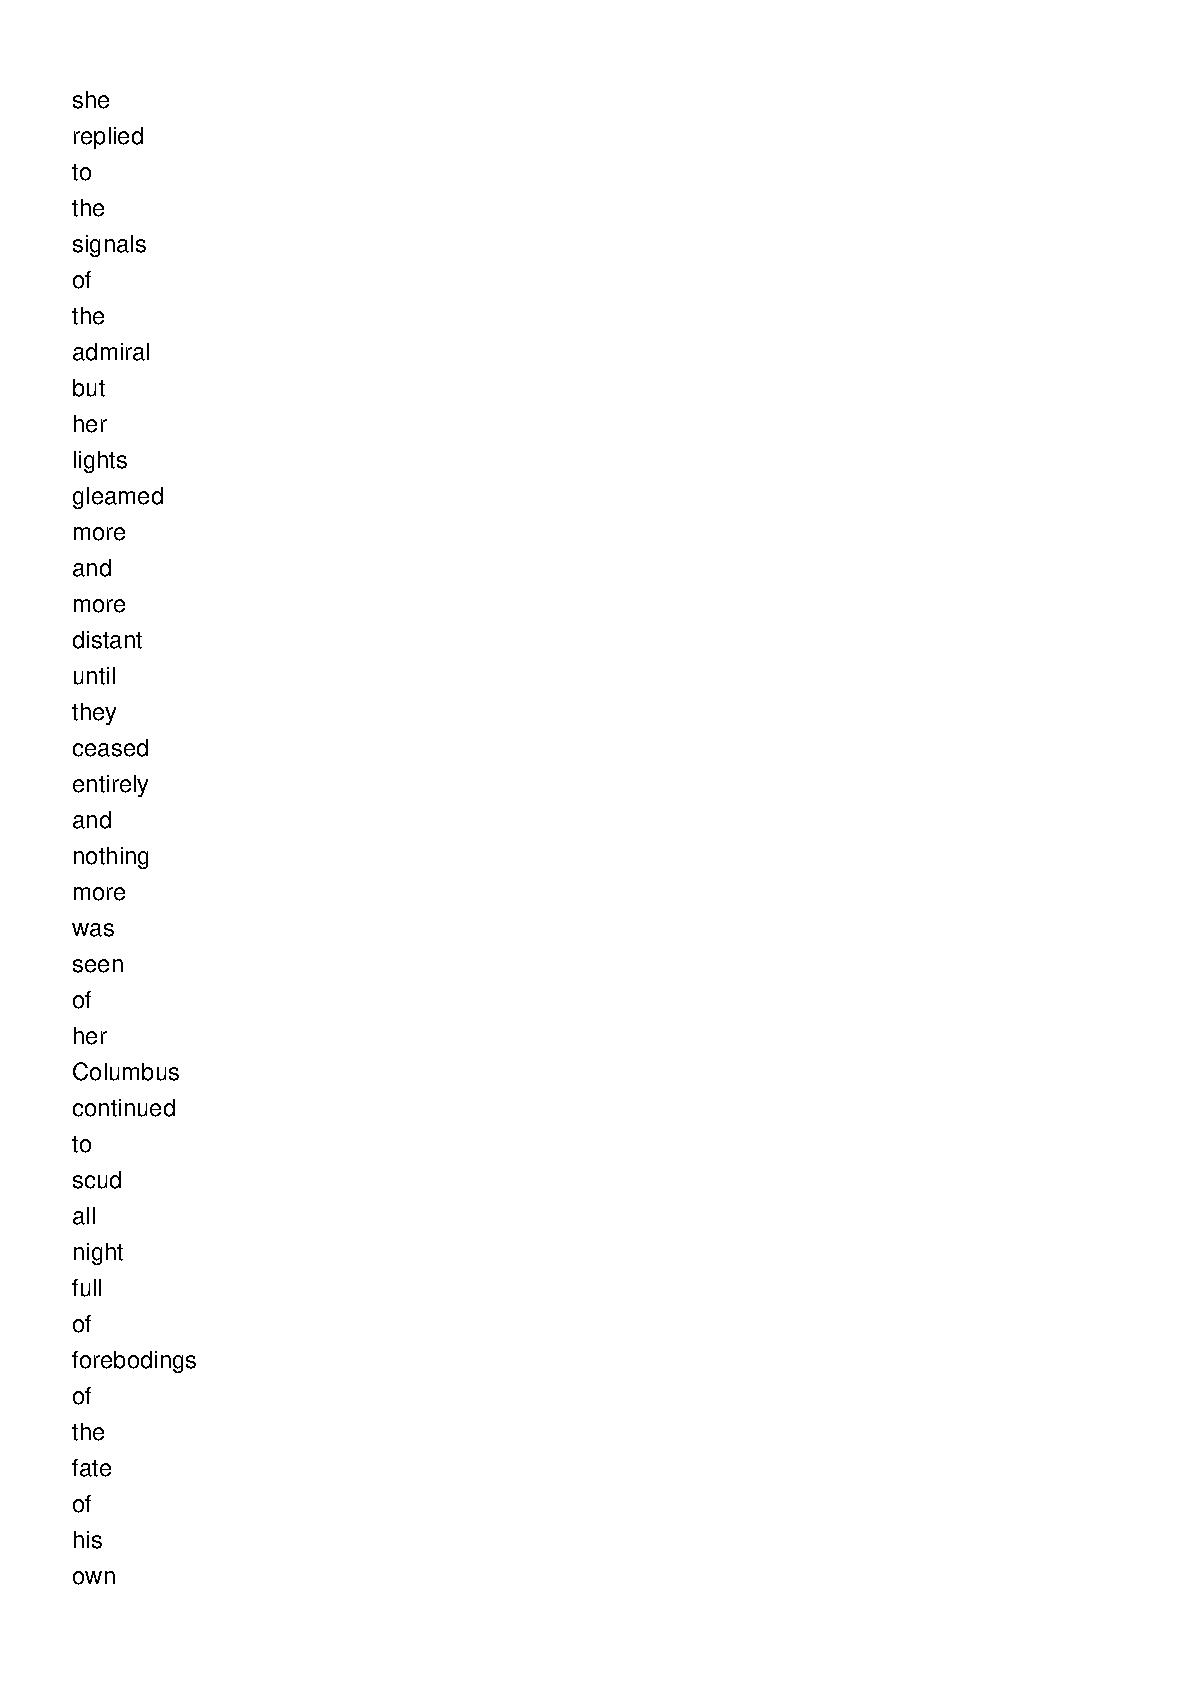 she
replied
to
the
signals
of
the
admiral
but
her
lights
gleamed
more
and
more
distant
until
they
ceased
entirely
and
nothing
more
was
seen
of
her
Columbus
continued
to
scud
all
night
full
of
forebodings
of
the
fate
of
his
own